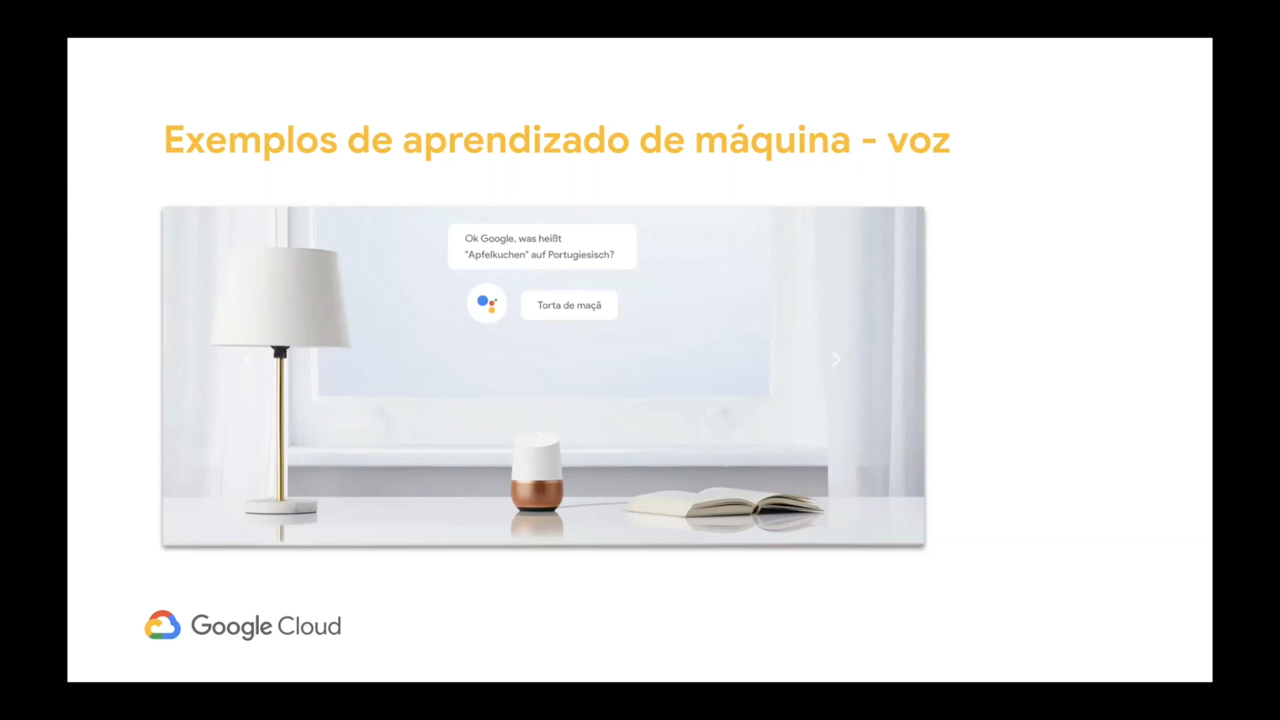 Exemplos de aprendizado de máquina - voz
Ok Google, was heißt
"Apfelkuchen" auf Portugiesisch?
Torta de maçã
Google Cloud